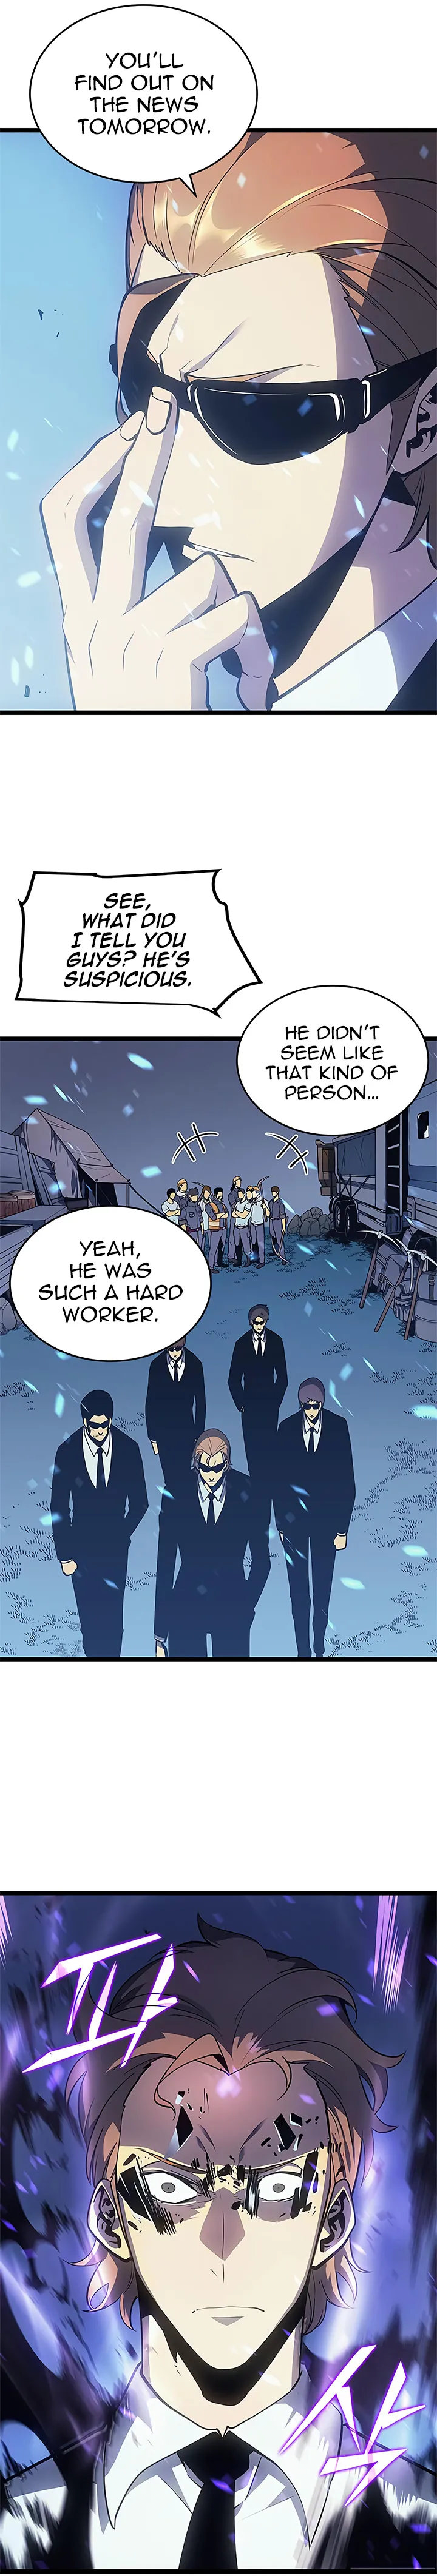 YOU'LL
FIND OUT ON
THE NEWS
TOMORROW.
SEE,
WHAT DID
I TELL YOU
GUYS? HE'S
SUSPICIOUS.
HE DIDN'T
SEEM LIKE
THAT KIND OF
PERSON...
YEAH,
HE WAS
SUCH A HARD
WORKER.
파
삭